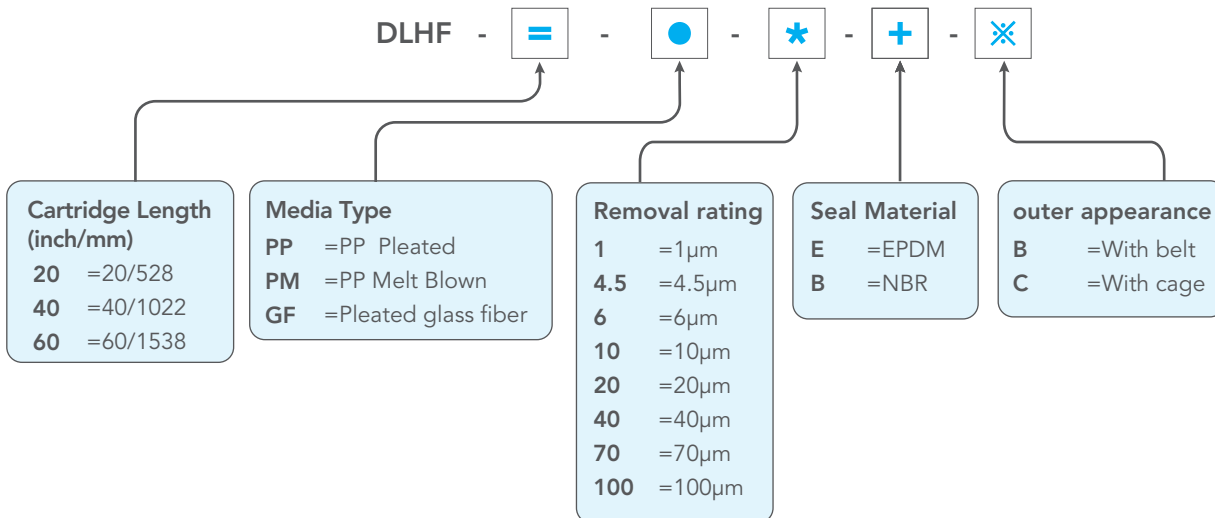 DLHF - = - ● - * - + - ※
Cartridge Length
(inch/mm)
20 =20/528
40 =40/1022
60 =60/1538
Media Type
PP =PP Pleated
PM =PP Melt Blown
GF =Pleated glass fiber
Removal rating
1 =1μm
4.5 =4.5μm
6 =6μm
10 =10μm
20 =20μm
40 =40μm
70 =70μm
100 =100μm
Seal Material
E =EPDM
B =NBR
outer appearance
B =With belt
C =With cage